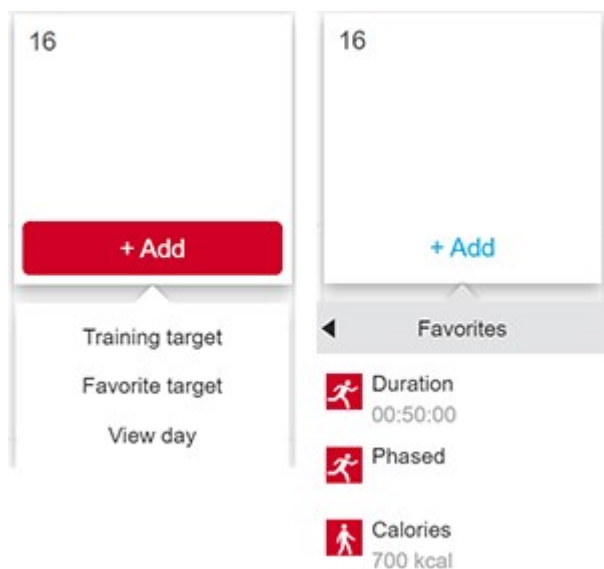 16
+ Add
Training target
Favorite target
View day
16
+ Add
Favorites
Duration
00:50:00
Phased
Calories
700 kcal